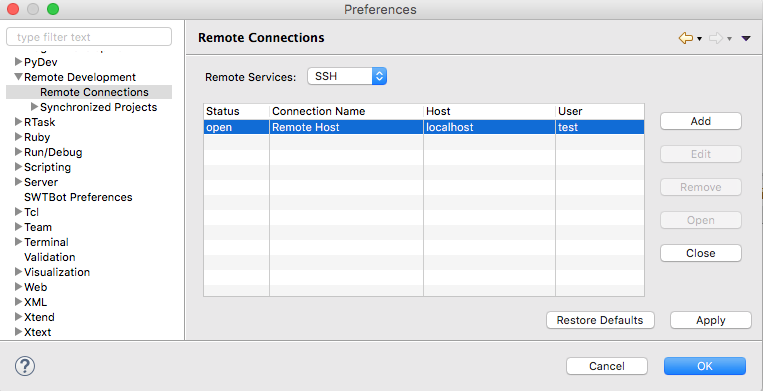 Preferences
type filter text
PyDev
Remote Development
Remote Connections
Synchronized Projects
RTask
Ruby
Run/Debug
Scripting
Server
SWTBot Preferences
Tcl
Team
Terminal
Validation
Visualization
Web
XML
Xtend
Xtext
Remote Connections
Remote Services: SSH
Status Connection Name Host User
open Remote Host localhost test
Add
Edit
Remove
Open
Close
Restore Defaults Apply
? Cancel OK